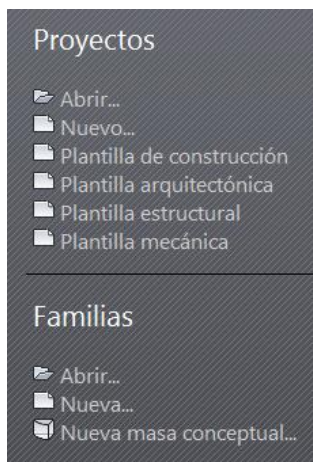 Proyectos
Abrir...
Nuevo...
Plantilla de construcción
Plantilla arquitectónica
Plantilla estructural
Plantilla mecánica
Familias
Abrir...
Nueva...
Nueva masa conceptual...